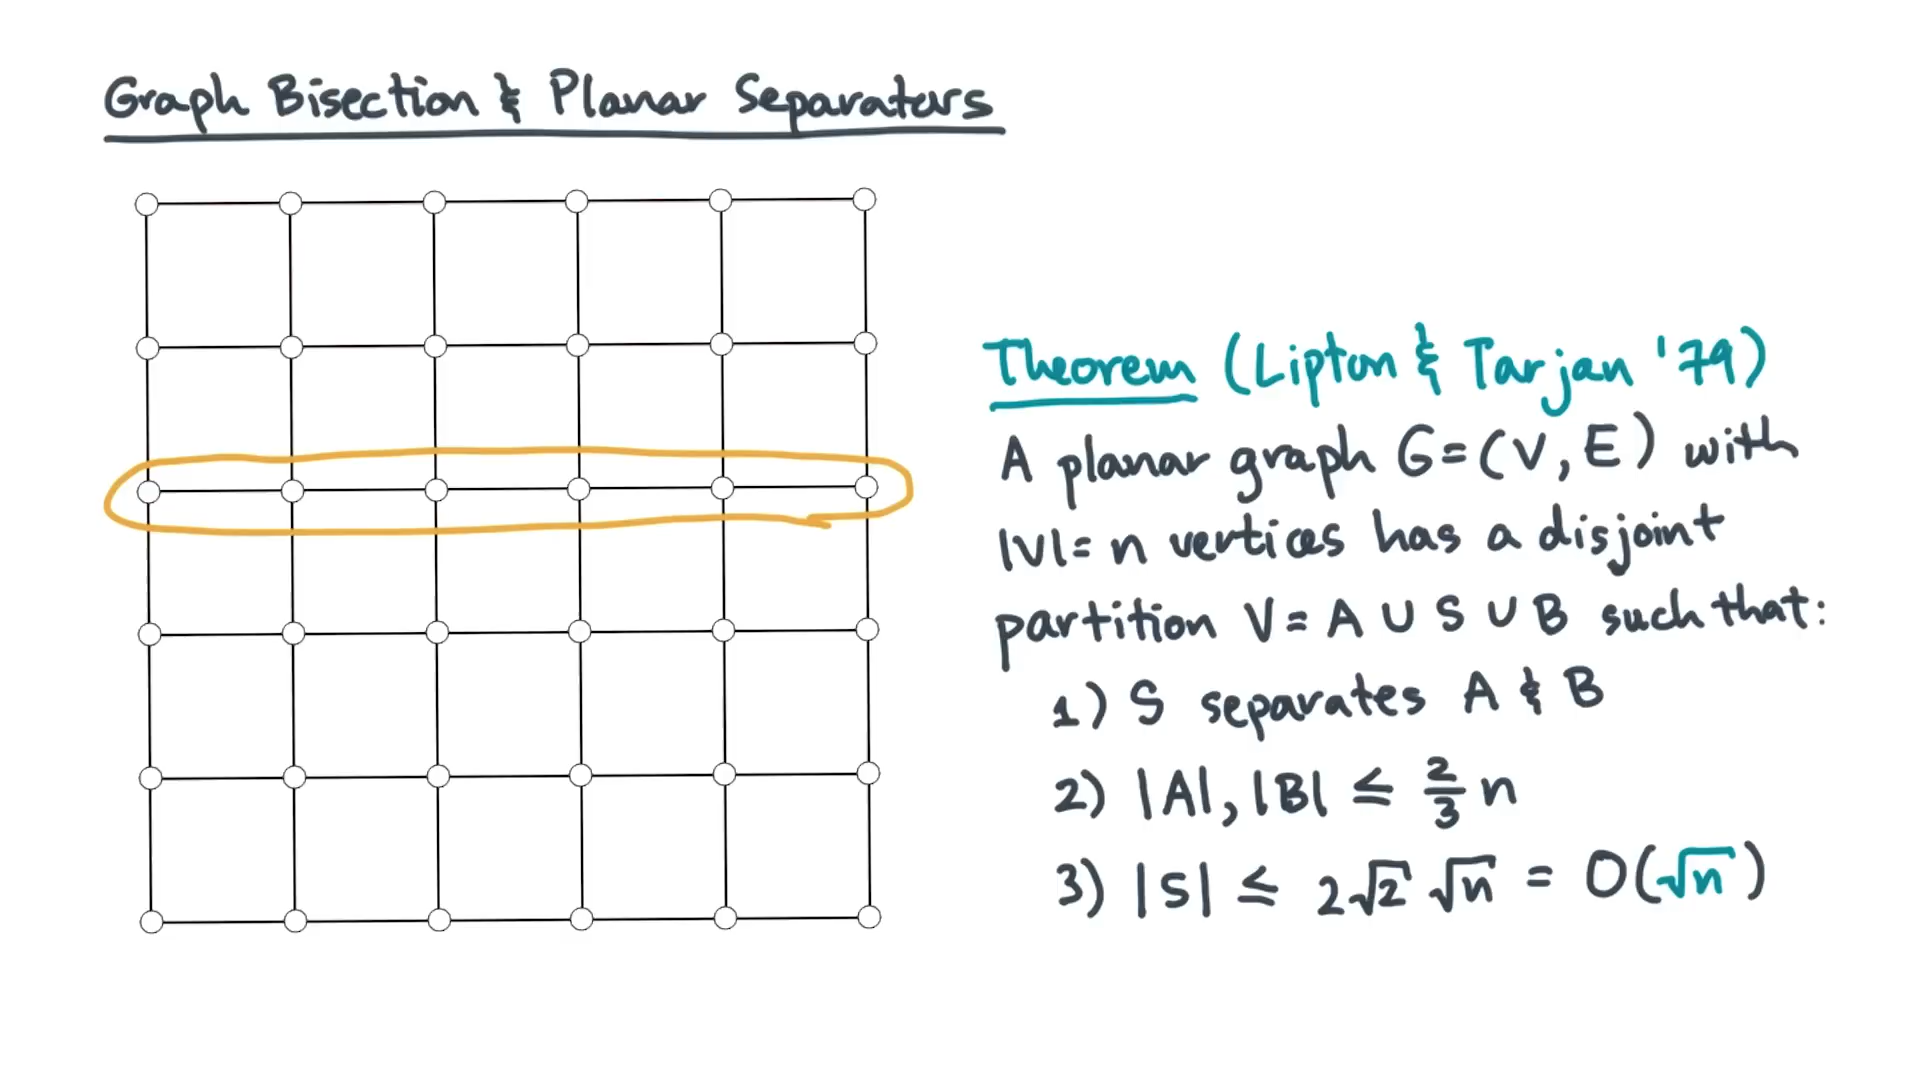 Graph Bisection & Planar Separators
Theorem (Lipton & Tarjan '79)
A planar graph G=(V,E) with
|V|= n vertices has a disjoint
partition V= A ∪ S ∪ B such that:
1) S separates A & B
2) |A|, |B| ≤ 2/3 n
3) |S| ≤ 2√2 √n = O(√n)